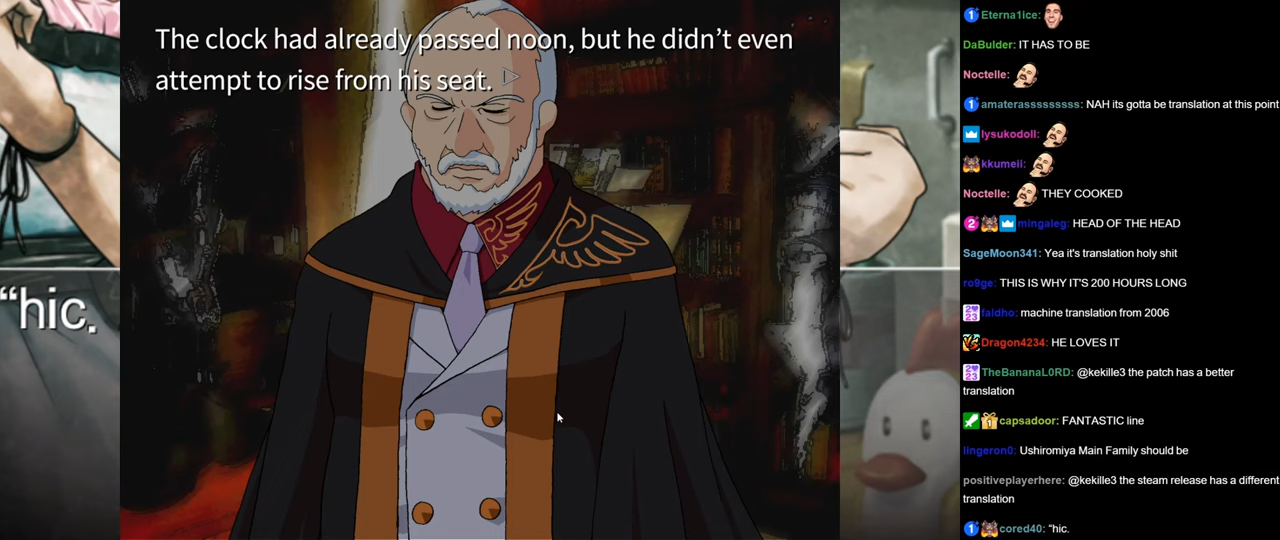 The clock had already passed noon, but he didn’t even
attempt to rise from his seat.
“hic.
Eterna1ice:
DaBulder: IT HAS TO BE
Noctelle:
amaterasssssssss: NAH its gotta be translation at this point
lysukodoll:
kkumeii:
Noctelle: THEY COOKED
mingaleg: HEAD OF THE HEAD
SageMoon341: Yea it's translation holy shit
ro9ge: THIS IS WHY IT'S 200 HOURS LONG
faldho: machine translation from 2006
Dragon4234: HE LOVES IT
TheBananaL0RD: @kekille3 the patch has a better
translation
capsadoor: FANTASTIC line
lingeron0: Ushiromiya Main Family should be
positiveplayerhere: @kekille3 the steam release has a different
translation
cored40: “hic.